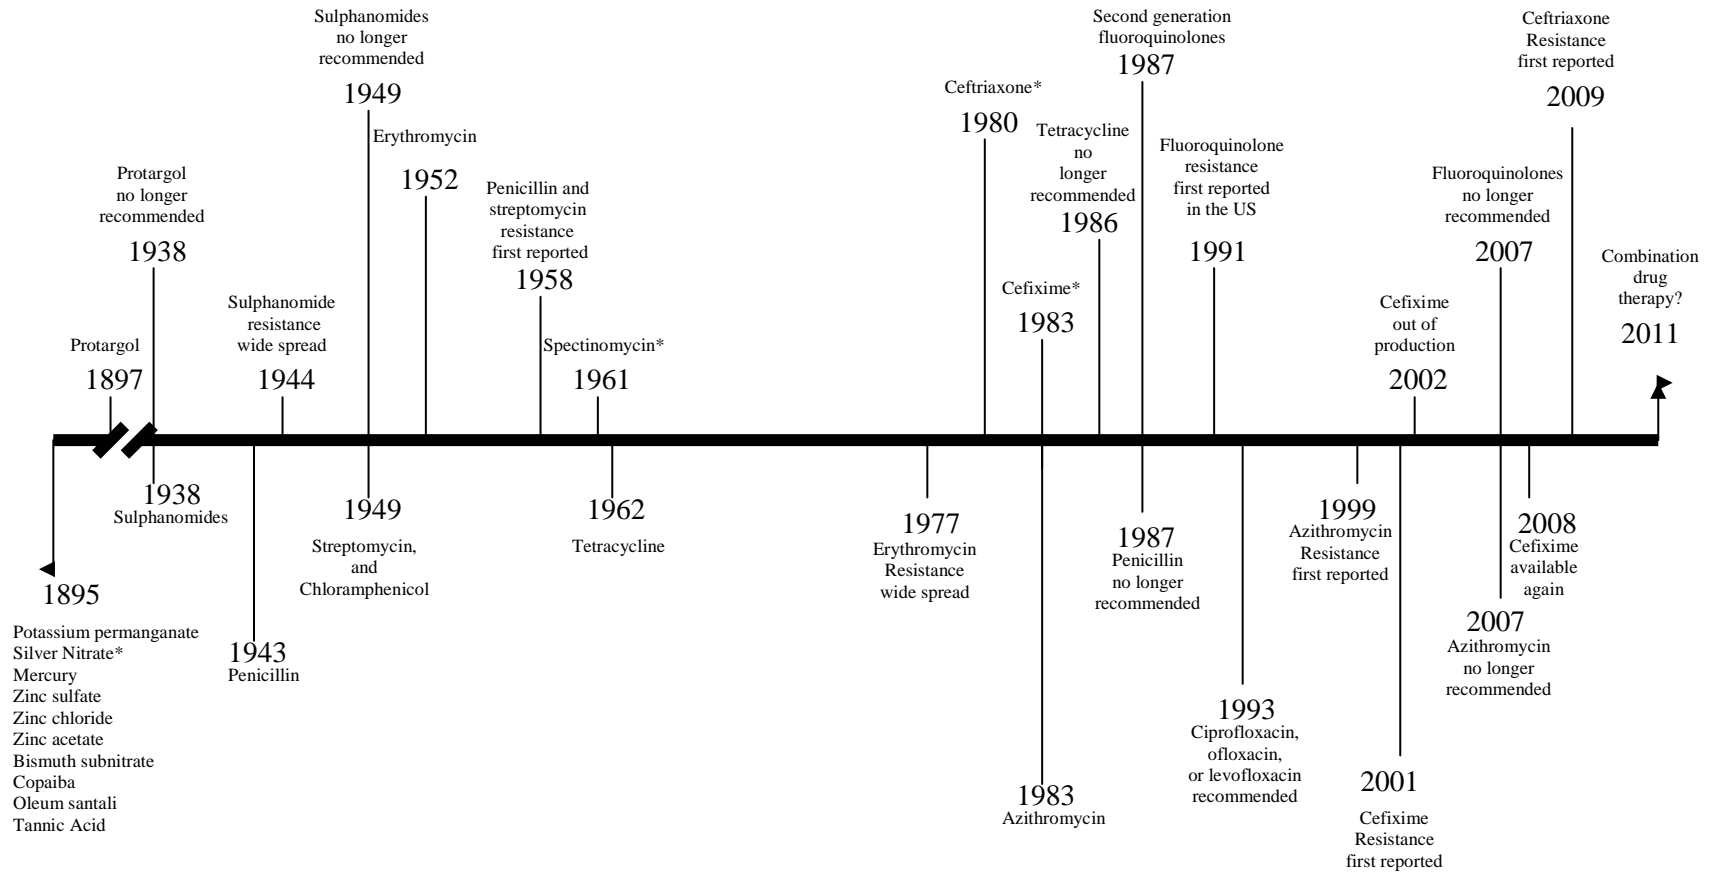 Sulphanomides
no longer
recommended
1949
Second generation
fluoroquinolones
1987
Ceftriaxone
Resistance
first reported
2009
Ceftriaxone*
1980
Erythromycin
1952
Tetracycline
no
longer
recommended
1986
Fluoroquinolone
resistance
first reported
in the US
1991
Protargol
no longer
recommended
1938
Penicillin and
streptomycin
resistance
first reported
1958
Fluoroquinolones
no longer
recommended
2007
Combination
drug
therapy?
2011
Sulphanomide
resistance
wide spread
1944
Cefixime*
1983
Cefixime
out of
production
2002
Protargol
1897
Spectinomycin*
1961
1938
Sulphanomides
1949
Streptomycin,
and
Chloramphenicol
1962
Tetracycline
1977
Erythromycin
Resistance
wide spread
1987
Penicillin
no longer
recommended
1999
Azithromycin
Resistance
first reported
2008
Cefixime
available
again
1895
Potassium permanganate
Silver Nitrate*
Mercury
Zinc sulfate
Zinc chloride
Zinc acetate
Bismuth subnitrate
Copaiba
Oleum santali
Tannic Acid
1943
Penicillin
2007
Azithromycin
no longer
recommended
1993
Ciprofloxacin,
ofloxacin,
or levofloxacin
recommended
1983
Azithromycin
2001
Cefixime
Resistance
first reported